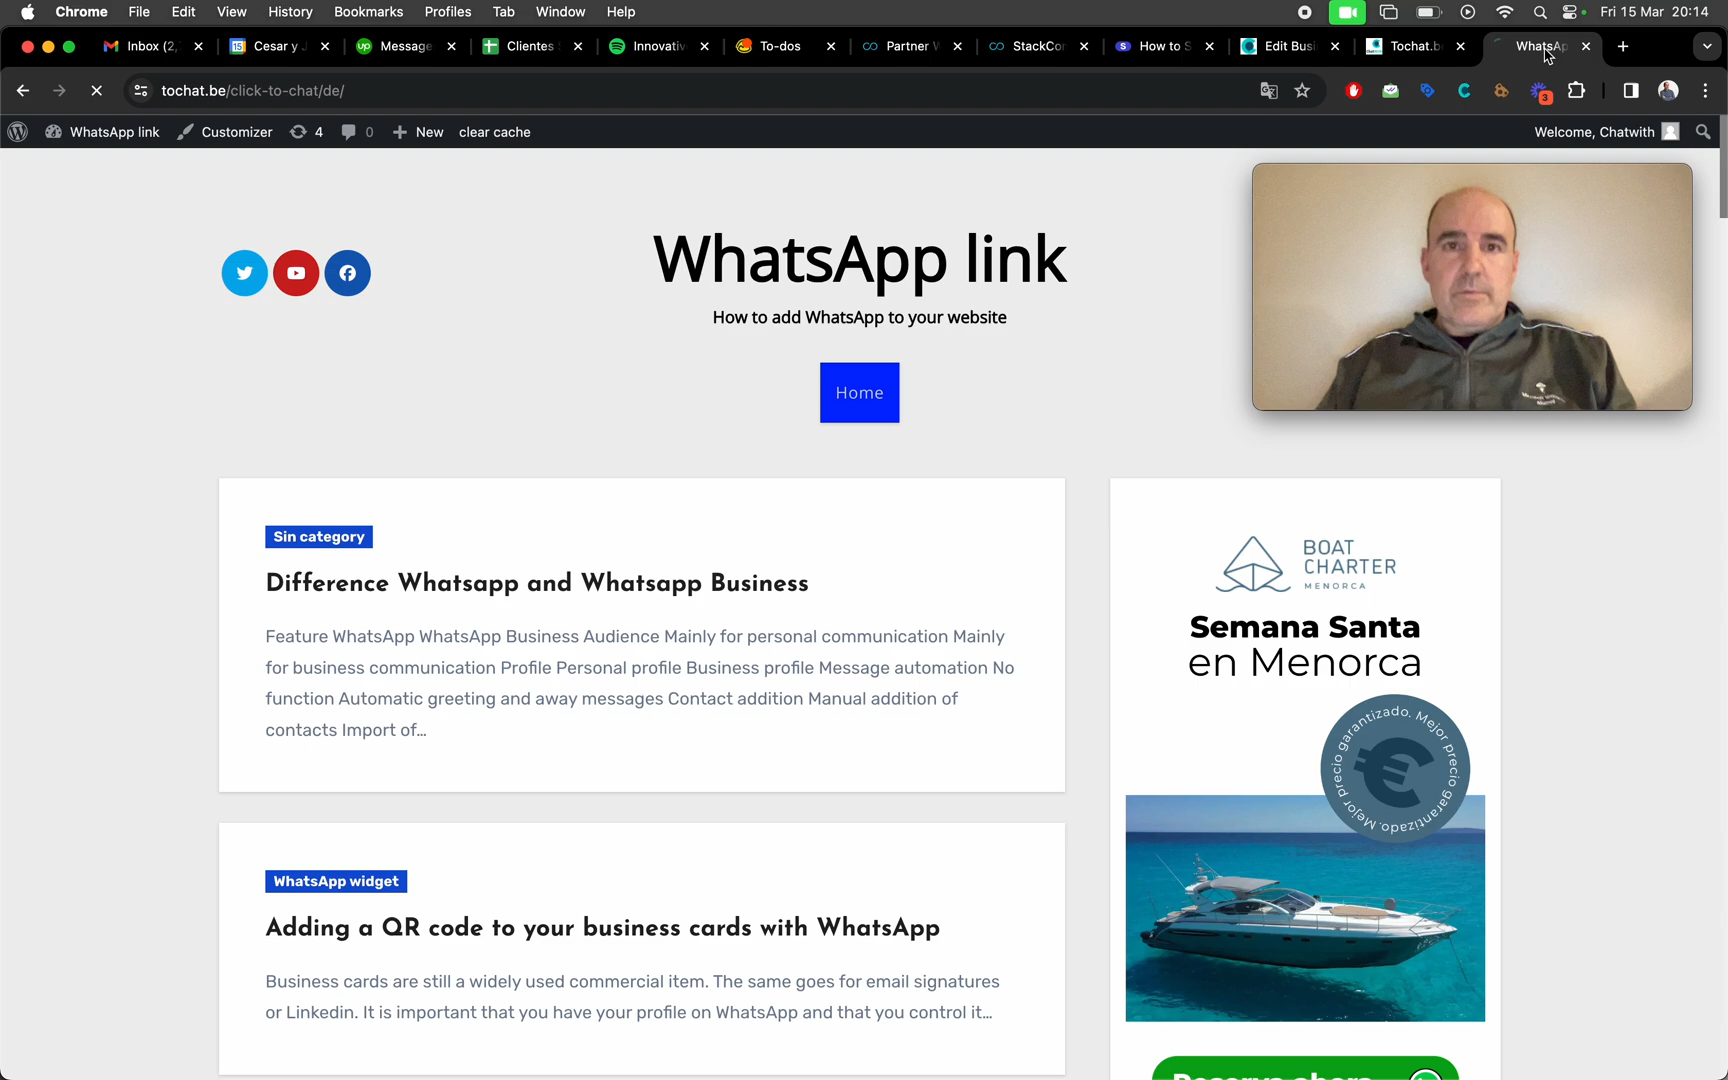 Chrome File Edit View History Bookmarks Profiles Tab Window Help Fri 15 Mar 20:14
Inbox (2, Cesar y J Message Clientes Innovativ To-dos Partner StackCo How to S Edit Busi Tochat.b WhatsAp
tochat.be/click-to-chat/de/ 3
WhatsApp link Customizer 4 0 New clear cache Welcome, Chatwith
WhatsApp link
How to add WhatsApp to your website
Home
Sin category
Difference Whatsapp and Whatsapp Business
Feature WhatsApp WhatsApp Business Audience Mainly for personal communication Mainly
for business communication Profile Personal profile Business profile Message automation No
function Automatic greeting and away messages Contact addition Manual addition of
contacts Import of...
WhatsApp widget
Adding a QR code to your business cards with WhatsApp
Business cards are still a widely used commercial item. The same goes for email signatures
or Linkedin. It is important that you have your profile on WhatsApp and that you control it...
BOAT
CHARTER
MENORCA
Semana Santa
en Menorca
Mejor precio garantizado. Mejor precio garantizado.
€
Reserva ahora